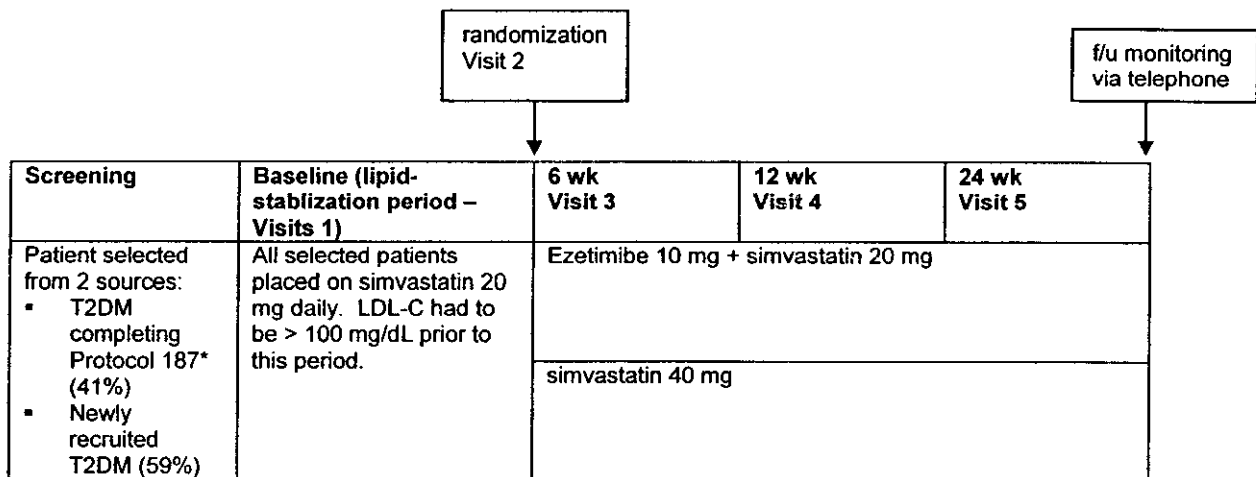 randomization
Visit 2
f/u monitoring
via telephone
Screening
Baseline (lipid-
stablization period –
Visits 1)
6 wk
Visit 3
12 wk
Visit 4
24 wk
Visit 5
Patient selected
from 2 sources:
▪ T2DM
completing
Protocol 187*
(41%)
▪ Newly
recruited
T2DM (59%)
All selected patients
placed on simvastatin 20
mg daily. LDL-C had to
be > 100 mg/dL prior to
this period.
Ezetimibe 10 mg + simvastatin 20 mg
simvastatin 40 mg